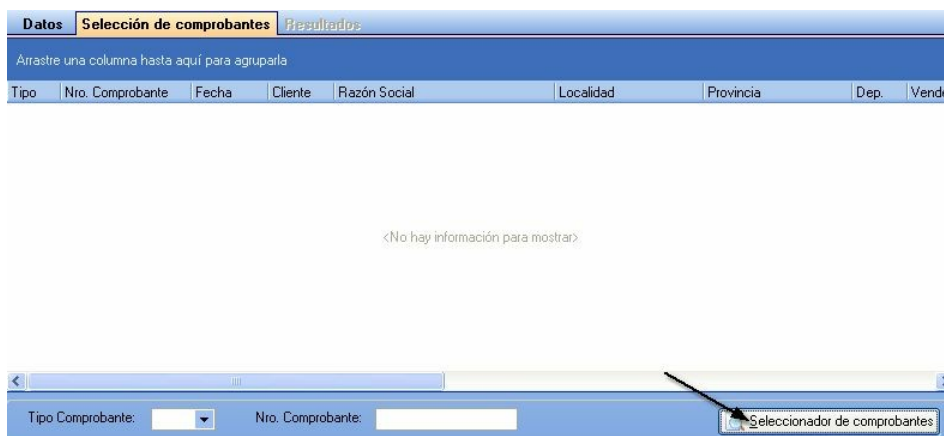 Datos Selección de comprobantes Resultados
Arrastre una columna hasta aquí para agruparla
Tipo Nro. Comprobante Fecha Cliente Razón Social Localidad Provincia Dep. Vende
<No hay información para mostrar>
Tipo Comprobante: Nro. Comprobante: Seleccionador de comprobantes